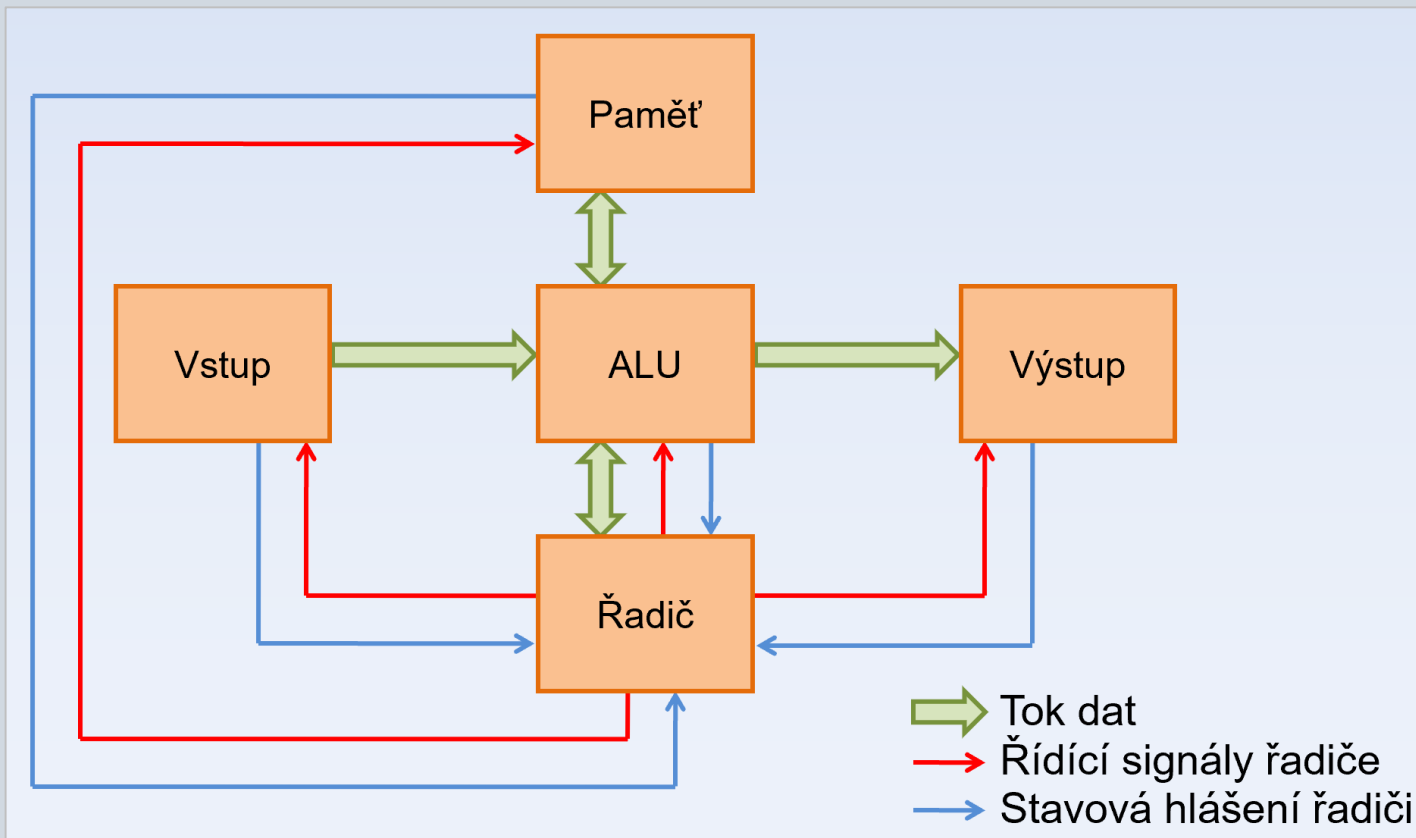 Paměť
Vstup
ALU
Výstup
Řadič
Tok dat
Řídící signály řadiče
Stavová hlášení řadiči